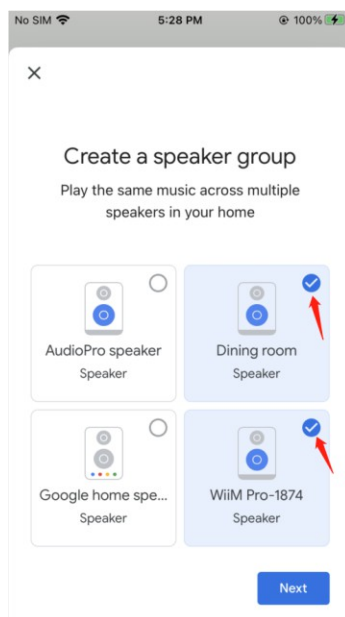 No SIM 5:28 PM 100%
Create a speaker group
Play the same music across multiple
speakers in your home
AudioPro speaker
Speaker
Dining room
Speaker
Google home spe...
Speaker
WiiM Pro-1874
Speaker
Next